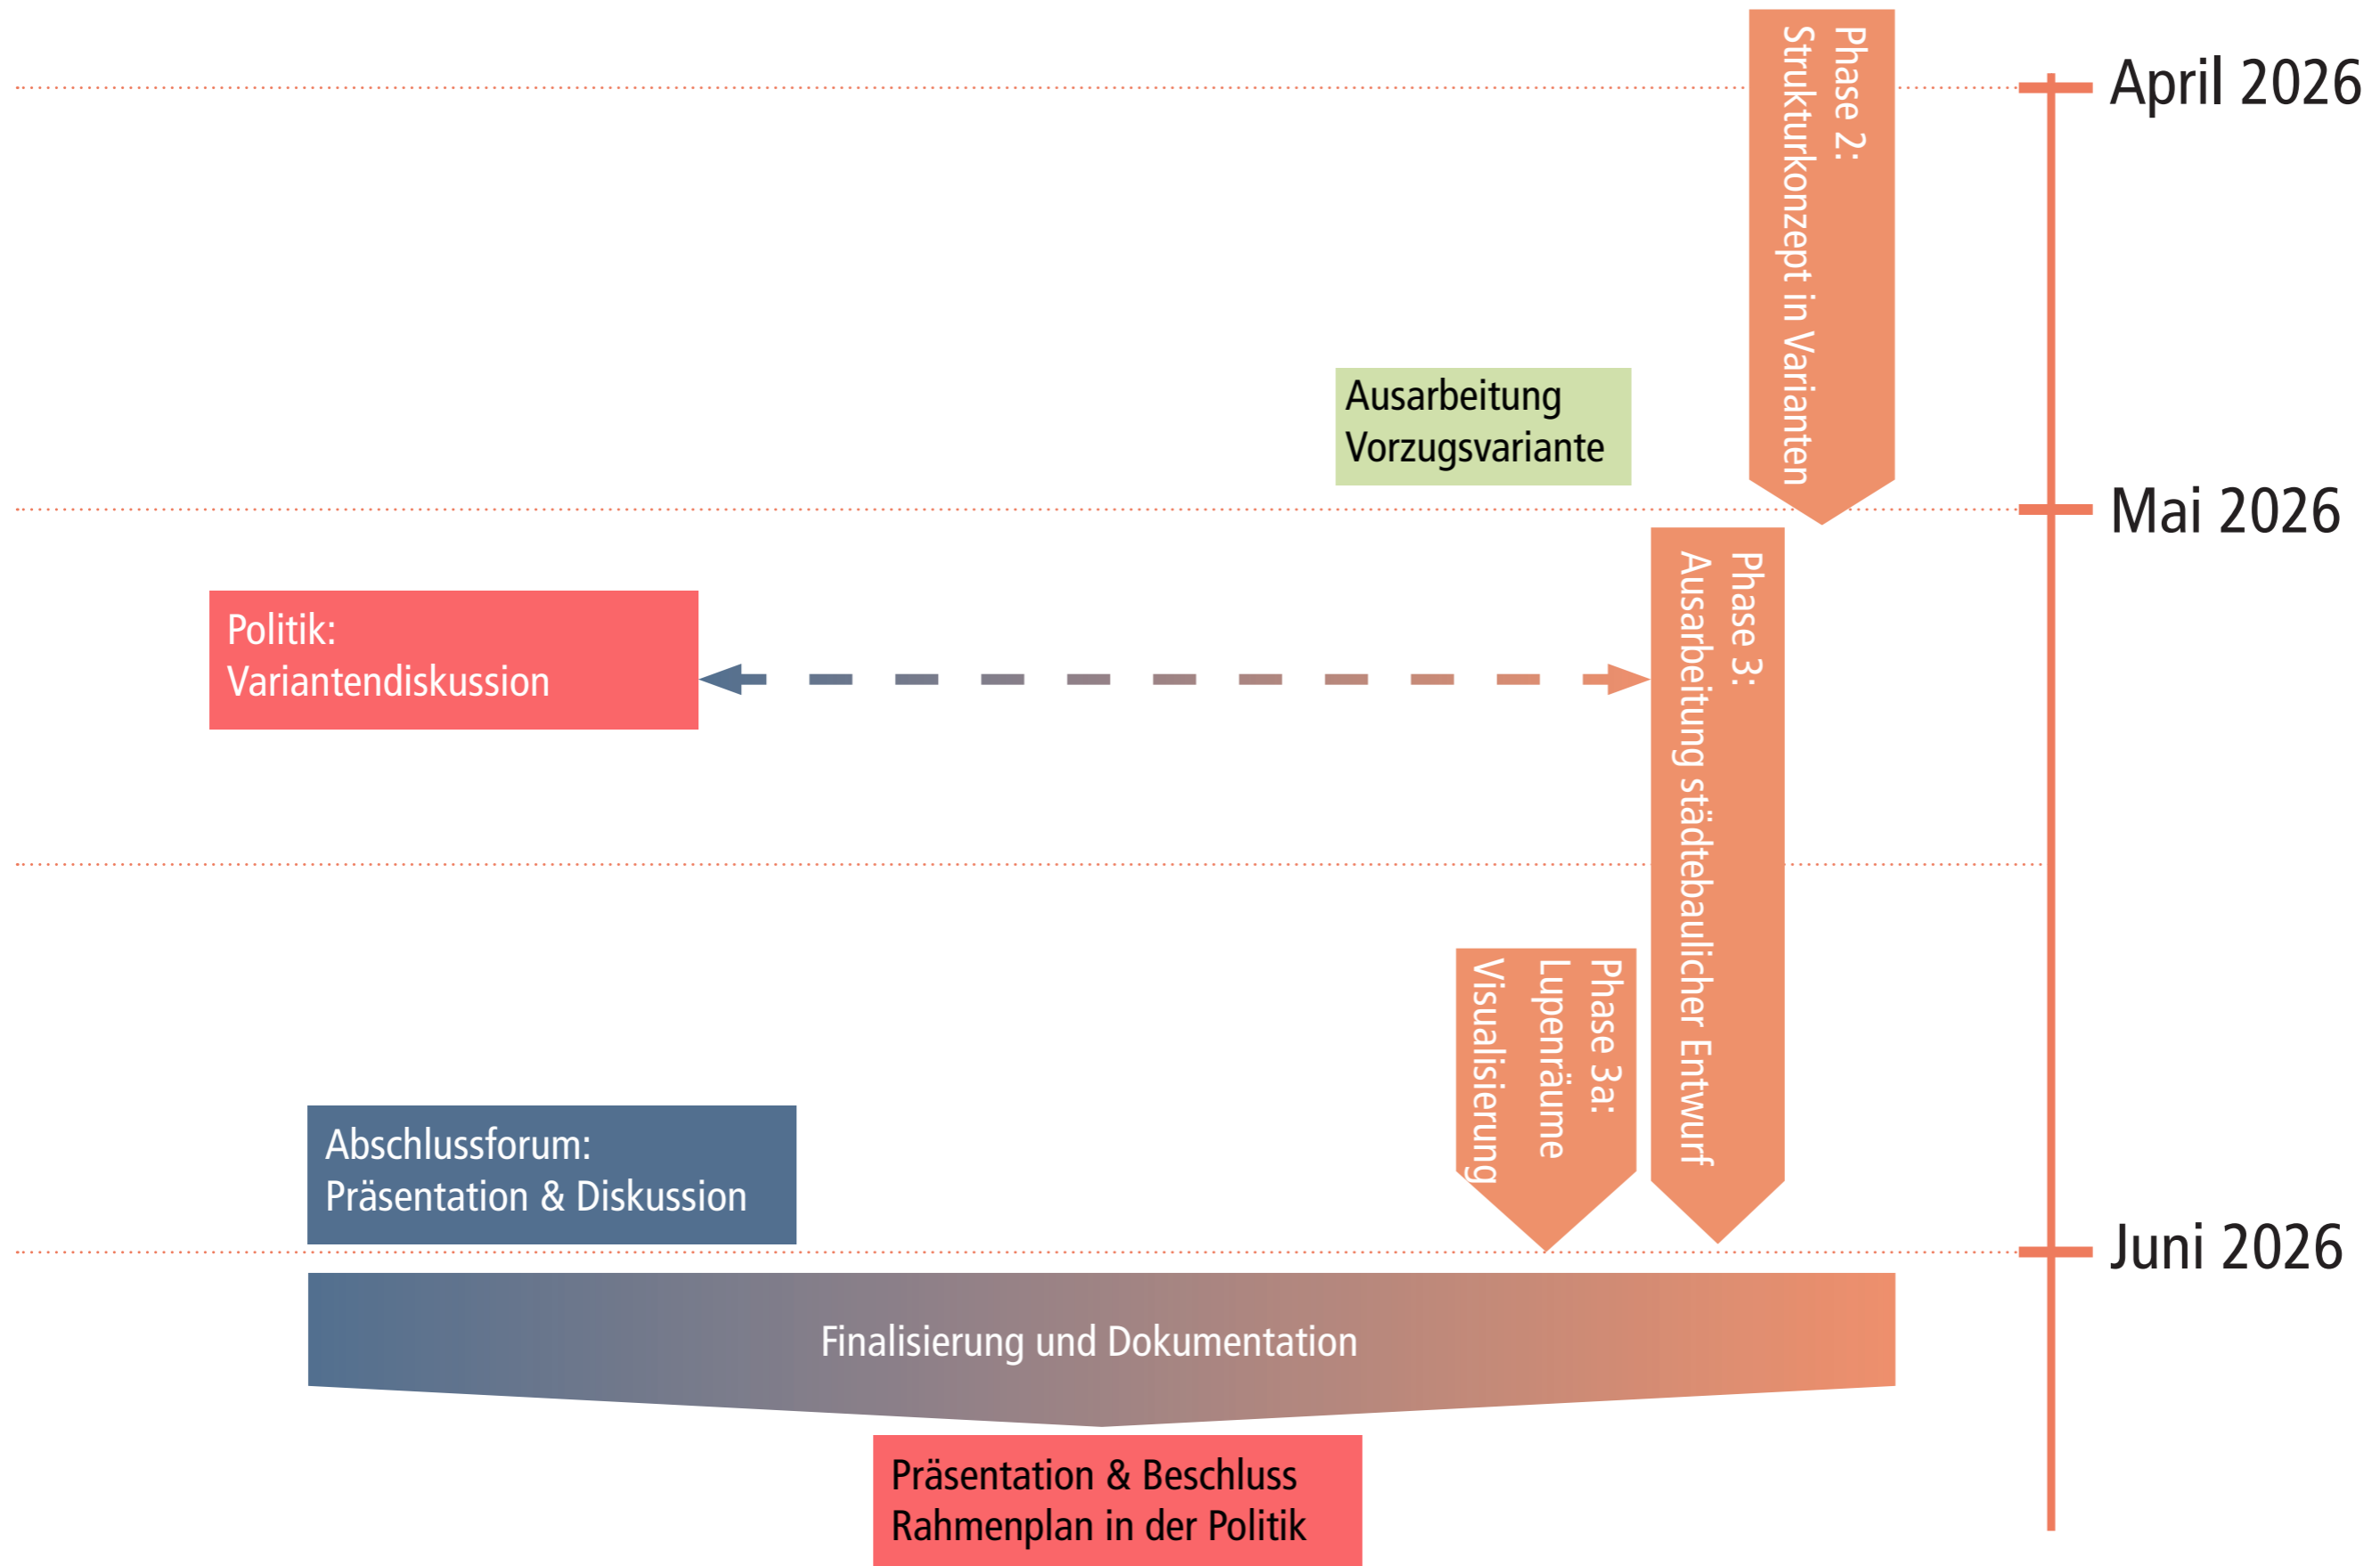 April 2026
Phase 2:
Strukturkonzept in Varianten
Ausarbeitung
Vorzugsvariante
Mai 2026
Politik:
Variantendiskussion
Phase 3:
Ausarbeitung städtebaulicher Entwurf
Phase 3a:
Lupenräume
Visualisierung
Abschlussforum:
Präsentation & Diskussion
Juni 2026
Finalisierung und Dokumentation
Präsentation & Beschluss
Rahmenplan in der Politik